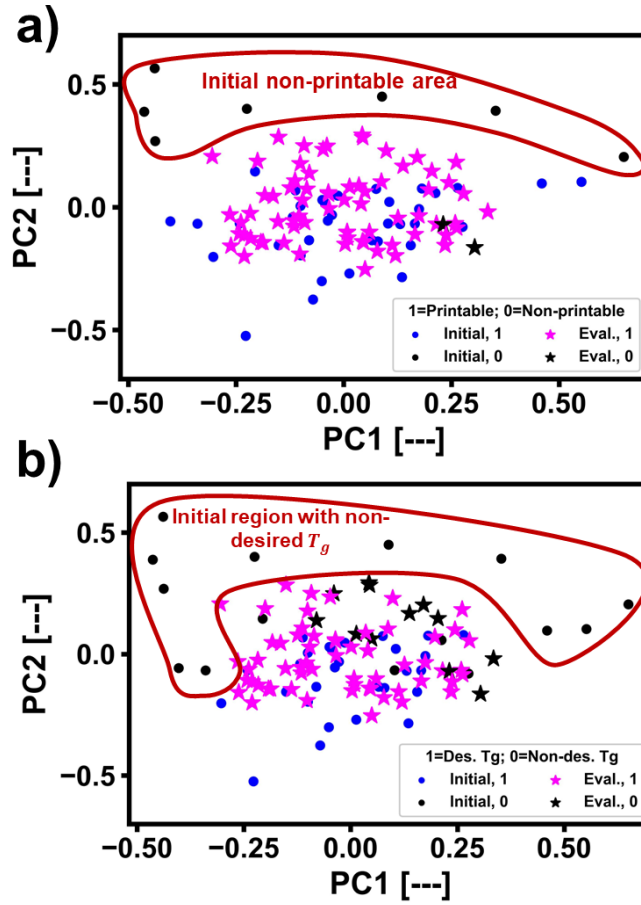 a)
Initial non-printable area
PC2 [---]
0.5
0.0
−0.5
1=Printable; 0=Non-printable
Initial, 1 Eval., 1
Initial, 0 Eval., 0
−0.50 −0.25 0.00 0.25 0.50
PC1 [---]
b)
Initial region with non-
desired T_g
PC2 [---]
0.5
0.0
−0.5
1=Des. Tg; 0=Non-des. Tg
Initial, 1 Eval., 1
Initial, 0 Eval., 0
−0.50 −0.25 0.00 0.25 0.50
PC1 [---]